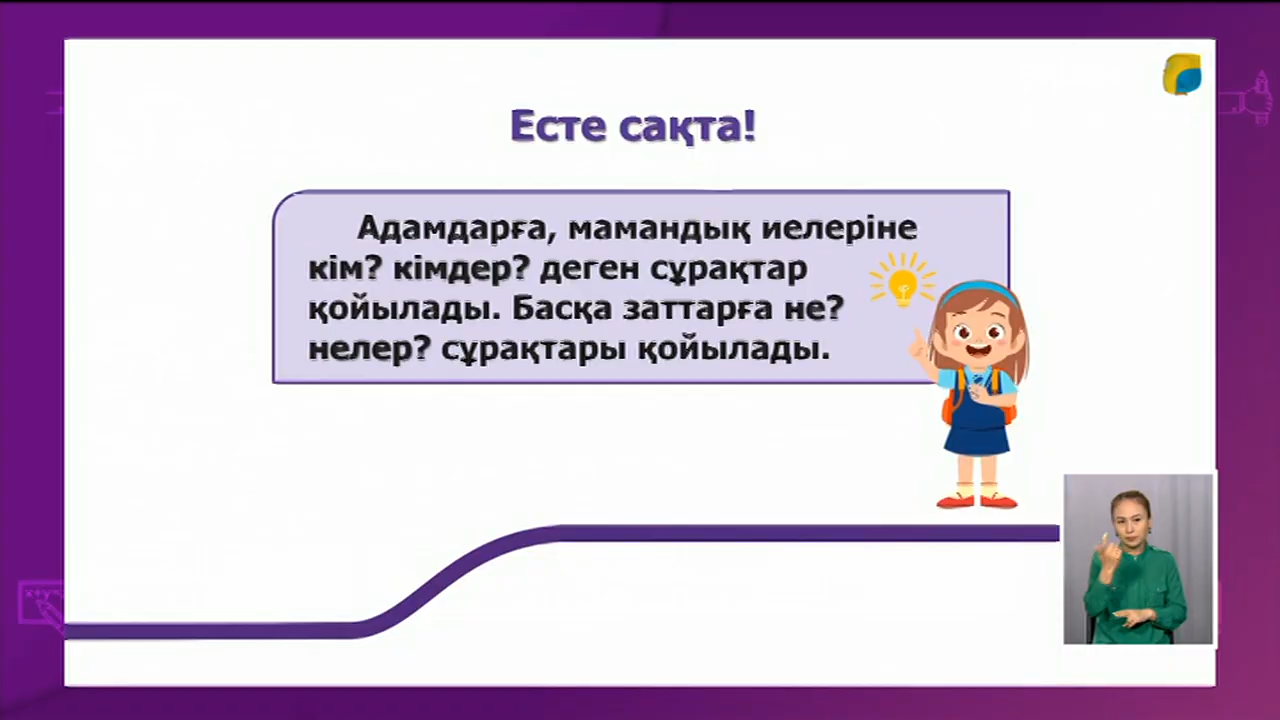 Есте сақта!
Адамдарға, мамандық иелеріне
кім? кімдер? деген сұрақтар
қойылады. Басқа заттарға не?
нелер? сұрақтары қойылады.